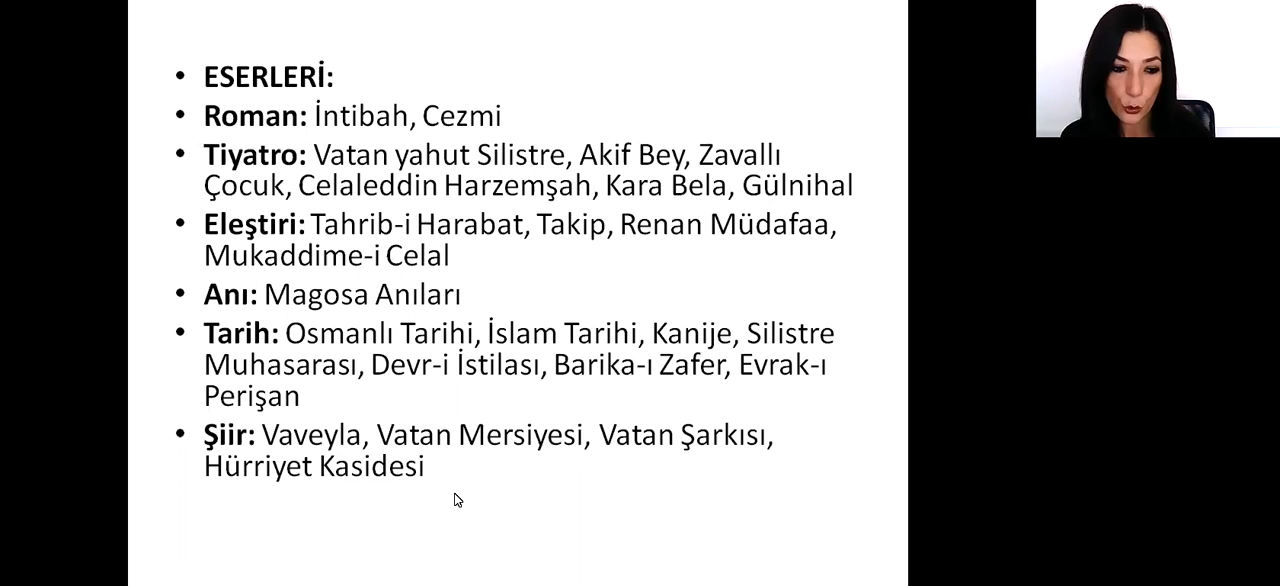 • ESERLERİ:
• Roman: İntibah, Cezmi
• Tiyatro: Vatan yahut Silistre, Akif Bey, Zavallı
Çocuk, Celaleddin Harzemşah, Kara Bela, Gülnihal
• Eleştiri: Tahrib-i Harabat, Takip, Renan Müdafaa,
Mukaddime-i Celal
• Anı: Magosa Anıları
• Tarih: Osmanlı Tarihi, İslam Tarihi, Kanije, Silistre
Muhasarası, Devr-i İstilası, Barika-ı Zafer, Evrak-ı
Perişan
• Şiir: Vaveyla, Vatan Mersiyesi, Vatan Şarkısı,
Hürriyet Kasidesi